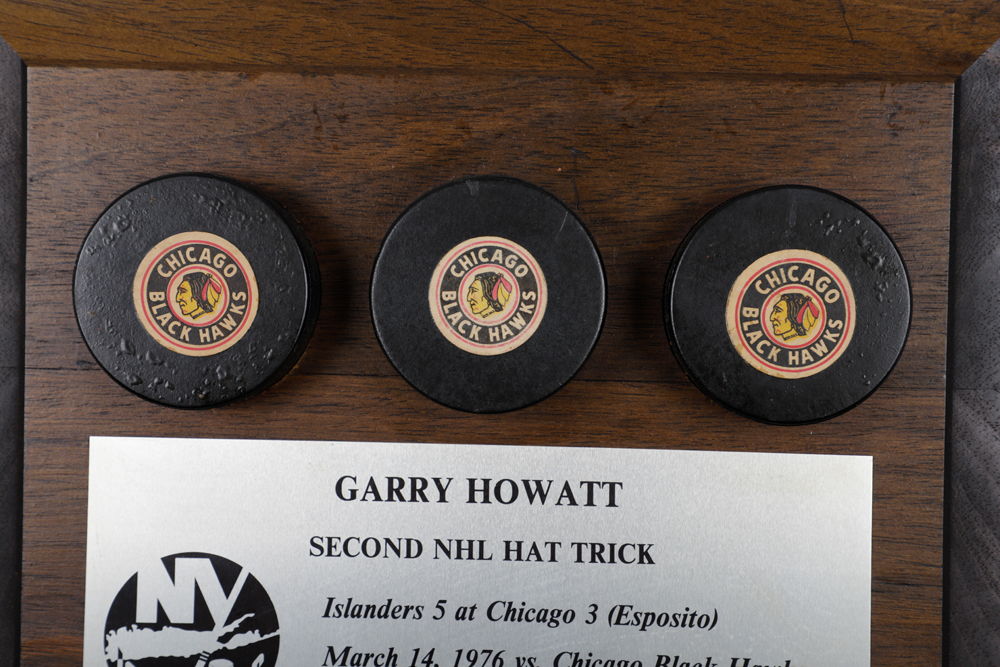 CHICAGO
BLACK HAWKS
CHICAGO
BLACK HAWKS
CHICAGO
BLACK HAWKS
GARRY HOWATT
SECOND NHL HAT TRICK
NY
Islanders 5 at Chicago 3 (Esposito)
March 14, 1976 vs. Chicago Black